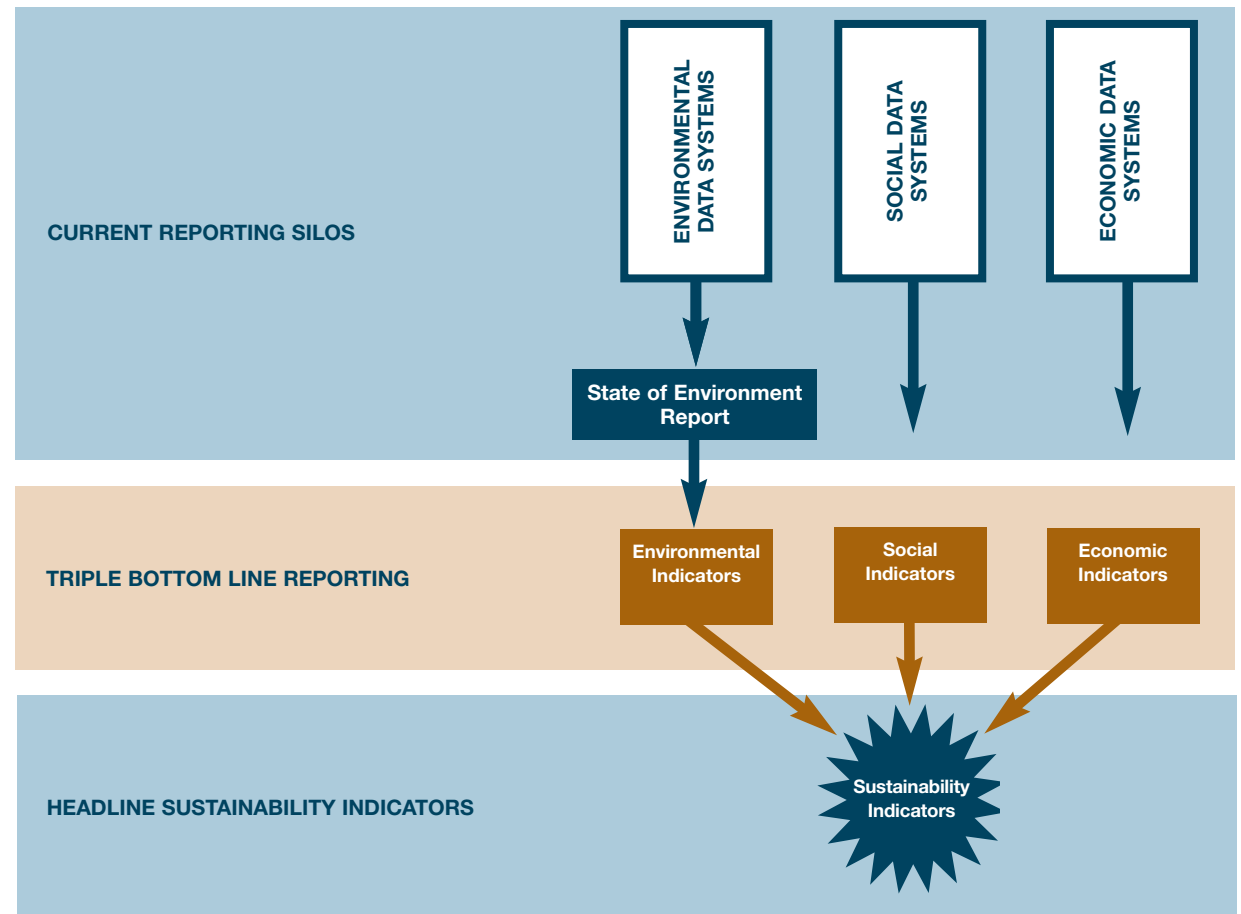 ENVIRONMENTAL
DATA SYSTEMS
SOCIAL DATA
SYSTEMS
ECONOMIC DATA
SYSTEMS
CURRENT REPORTING SILOS
State of Environment
Report
TRIPLE BOTTOM LINE REPORTING
Environmental
Indicators
Social
Indicators
Economic
Indicators
HEADLINE SUSTAINABILITY INDICATORS
Sustainability
Indicators